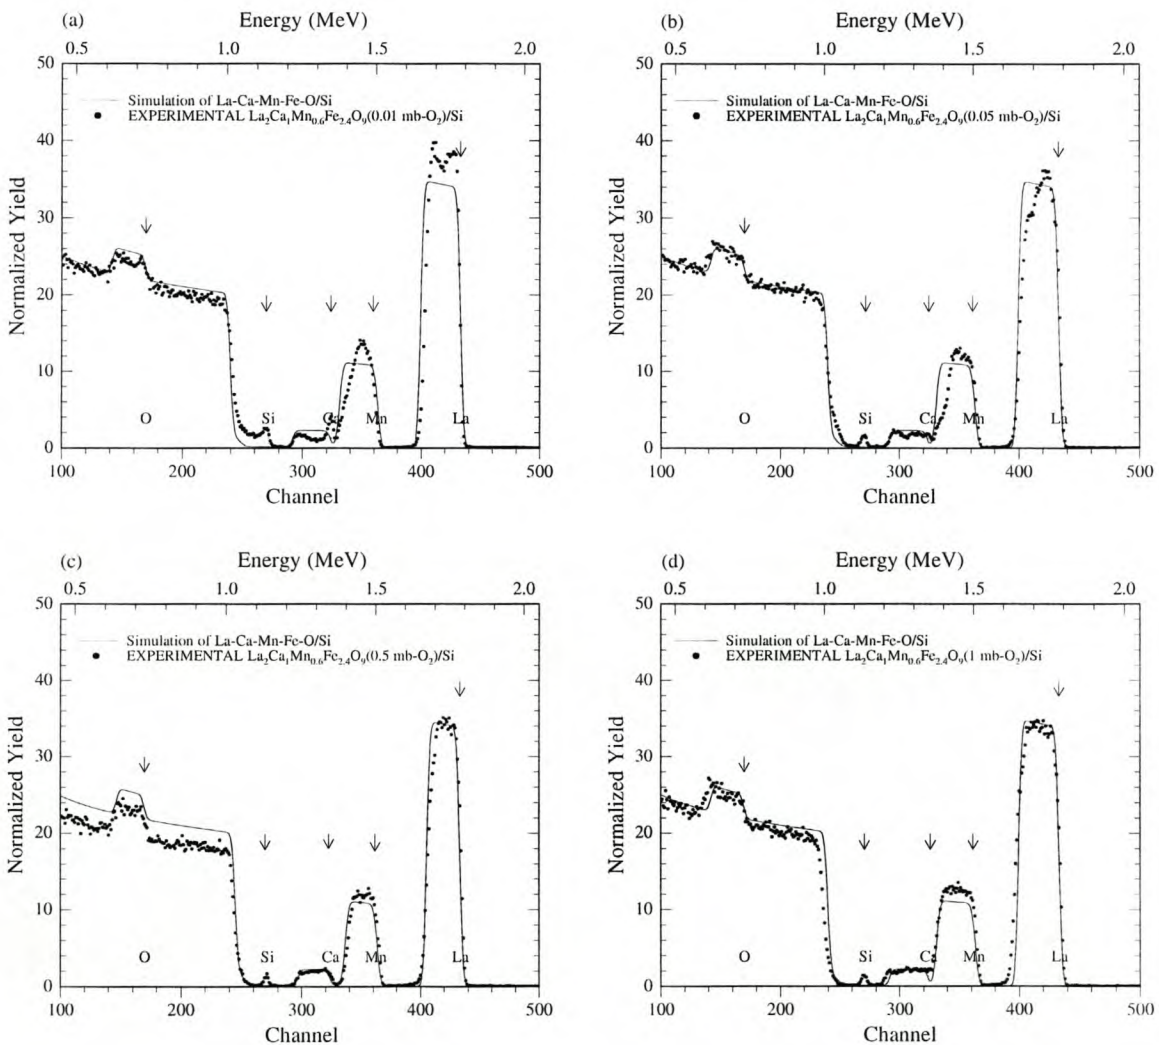 (a)
Energy (MeV)
0.5 1.0 1.5 2.0
50
40
30
20
10
0
Normalized Yield
Simulation of La-Ca-Mn-Fe-O/Si
EXPERIMENTAL La₂Ca₁Mn₀.₆Fe₂.₄O₉(0.01 mb-O₂)/Si
O Si Ca Mn La
100 200 300 400 500
Channel
(b)
Energy (MeV)
0.5 1.0 1.5 2.0
50
40
30
20
10
0
Normalized Yield
Simulation of La-Ca-Mn-Fe-O/Si
EXPERIMENTAL La₂Ca₁Mn₀.₆Fe₂.₄O₉(0.05 mb-O₂)/Si
O Si Ca Mn La
100 200 300 400 500
Channel
(c)
Energy (MeV)
0.5 1.0 1.5 2.0
50
40
30
20
10
0
Normalized Yield
Simulation of La-Ca-Mn-Fe-O/Si
EXPERIMENTAL La₂Ca₁Mn₀.₆Fe₂.₄O₉(0.5 mb-O₂)/Si
O Si Ca Mn La
100 200 300 400 500
Channel
(d)
Energy (MeV)
0.5 1.0 1.5 2.0
50
40
30
20
10
0
Normalized Yield
Simulation of La-Ca-Mn-Fe-O/Si
EXPERIMENTAL La₂Ca₁Mn₀.₆Fe₂.₄O₉(1 mb-O₂)/Si
O Si Ca Mn La
100 200 300 400 500
Channel